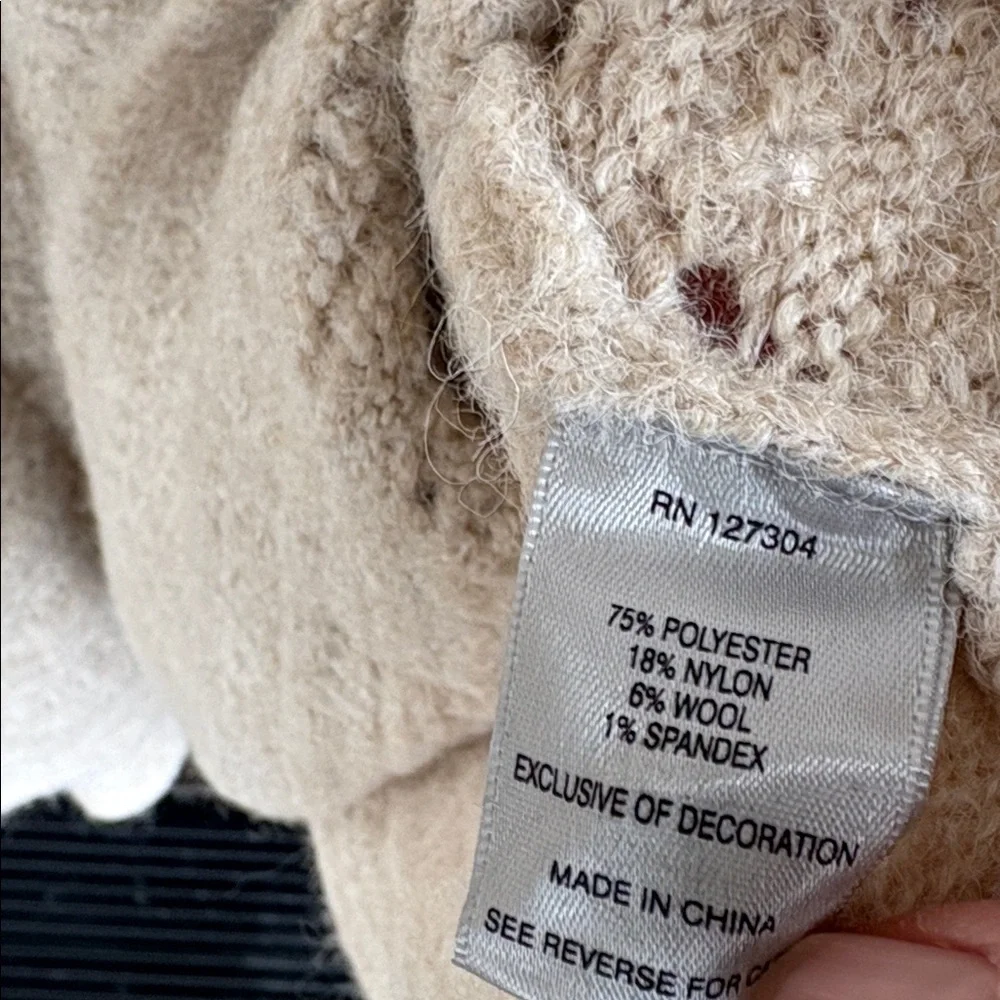 RN 127304
75% POLYESTER
18% NYLON
6% WOOL
1% SPANDEX
EXCLUSIVE OF DECORATION
MADE IN CHINA
SEE REVERSE FOR